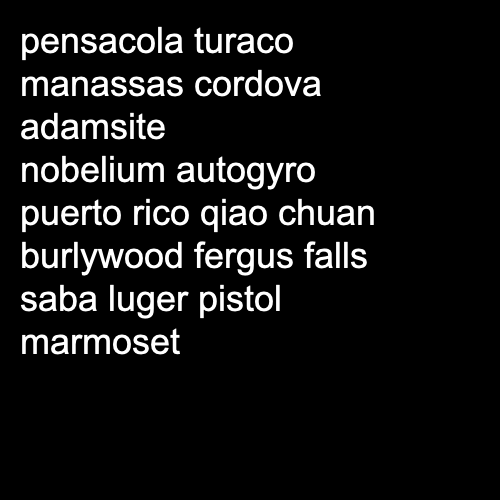 pensacola turaco
manassas cordova
adamsite
nobelium autogyro
puerto rico qiao chuan
burlywood fergus falls
saba luger pistol
marmoset